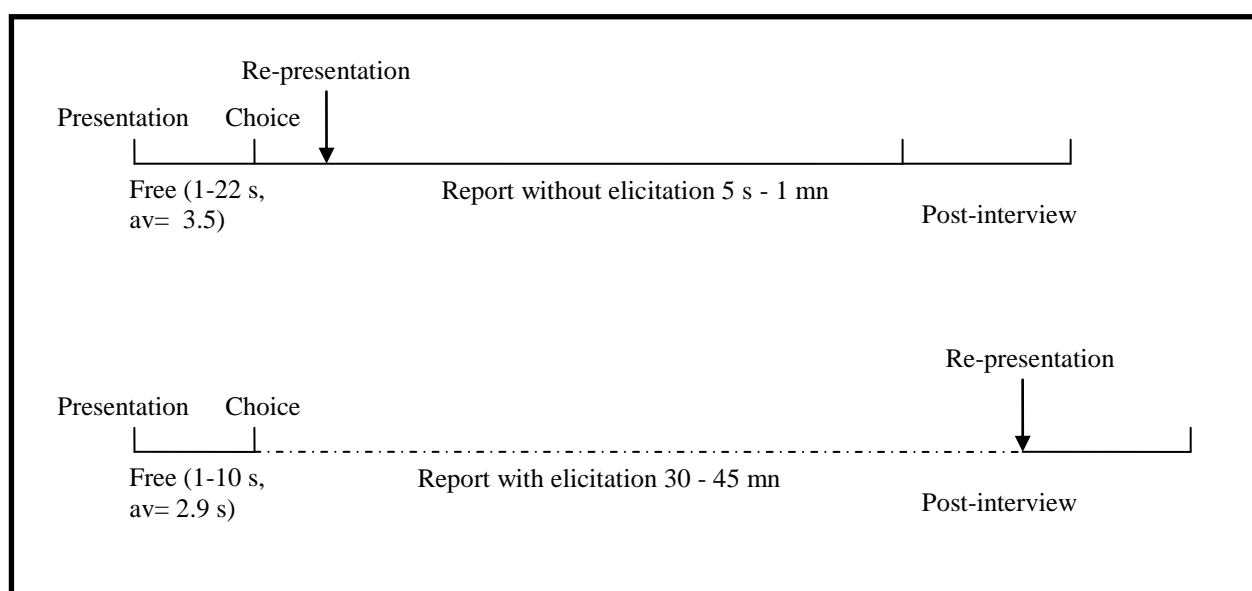 Re-presentation
Presentation Choice
Free (1-22 s,
av= 3.5)
Report without elicitation 5 s - 1 mn
Post-interview
Re-presentation
Presentation Choice
Free (1-10 s,
av= 2.9 s)
Report with elicitation 30 - 45 mn
Post-interview